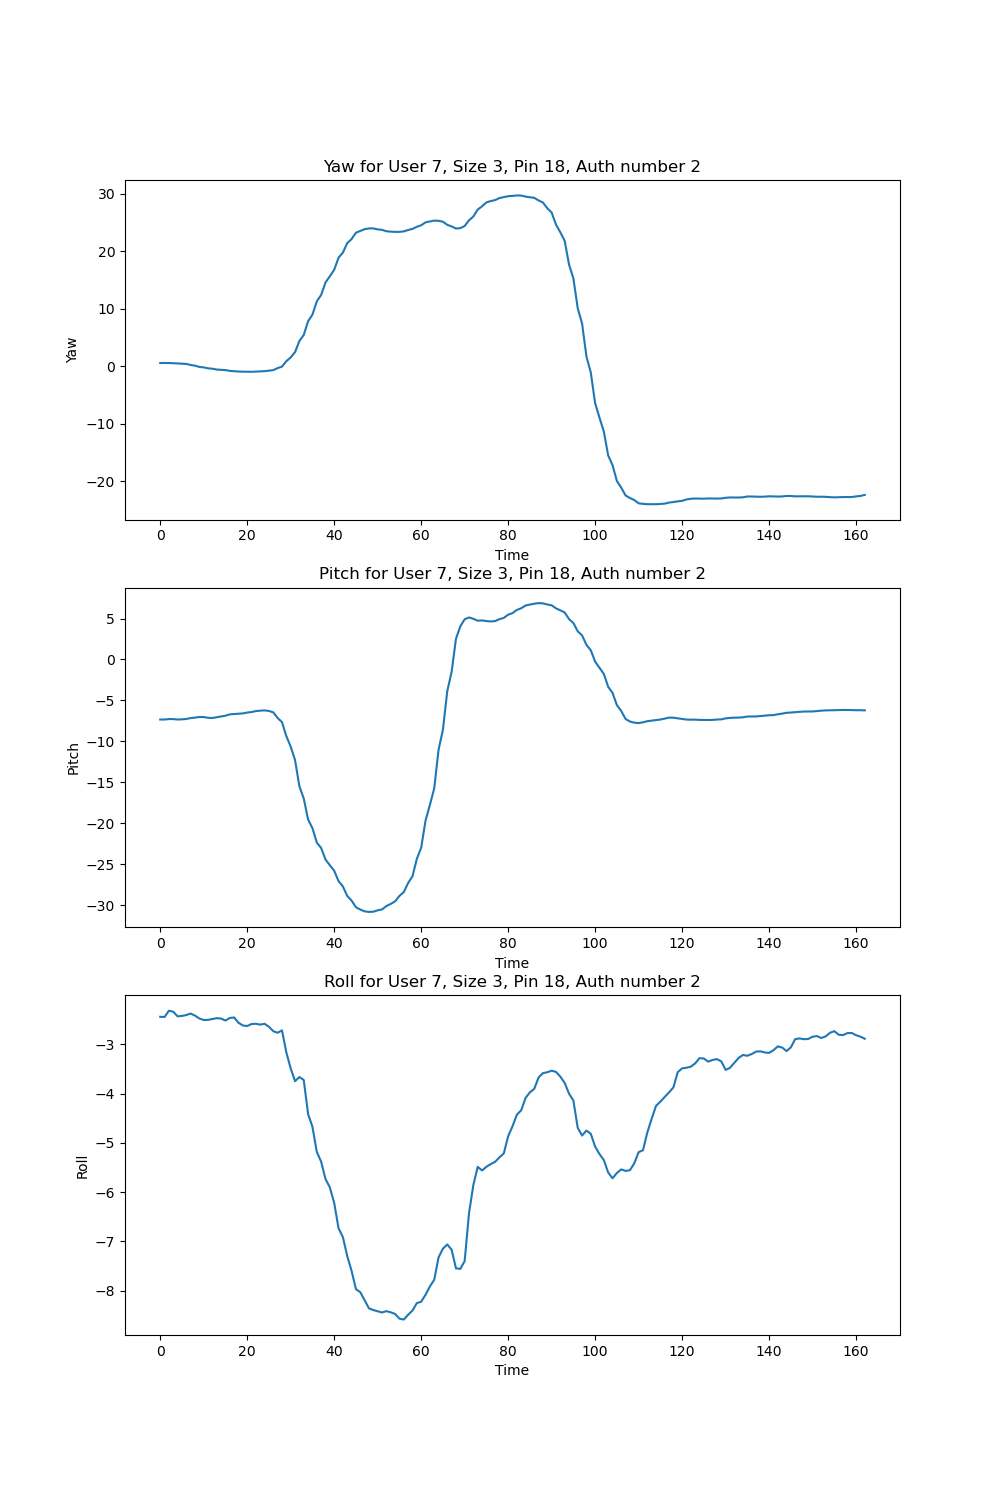 Yaw for User 7, Size 3, Pin 18, Auth number 2
30
20
10
0
−10
−20
Yaw
0 20 40 60 80 100 120 140 160
Time
Pitch for User 7, Size 3, Pin 18, Auth number 2
5
0
−5
−10
−15
−20
−25
−30
Pitch
0 20 40 60 80 100 120 140 160
Time
Roll for User 7, Size 3, Pin 18, Auth number 2
−3
−4
−5
−6
−7
−8
Roll
0 20 40 60 80 100 120 140 160
Time